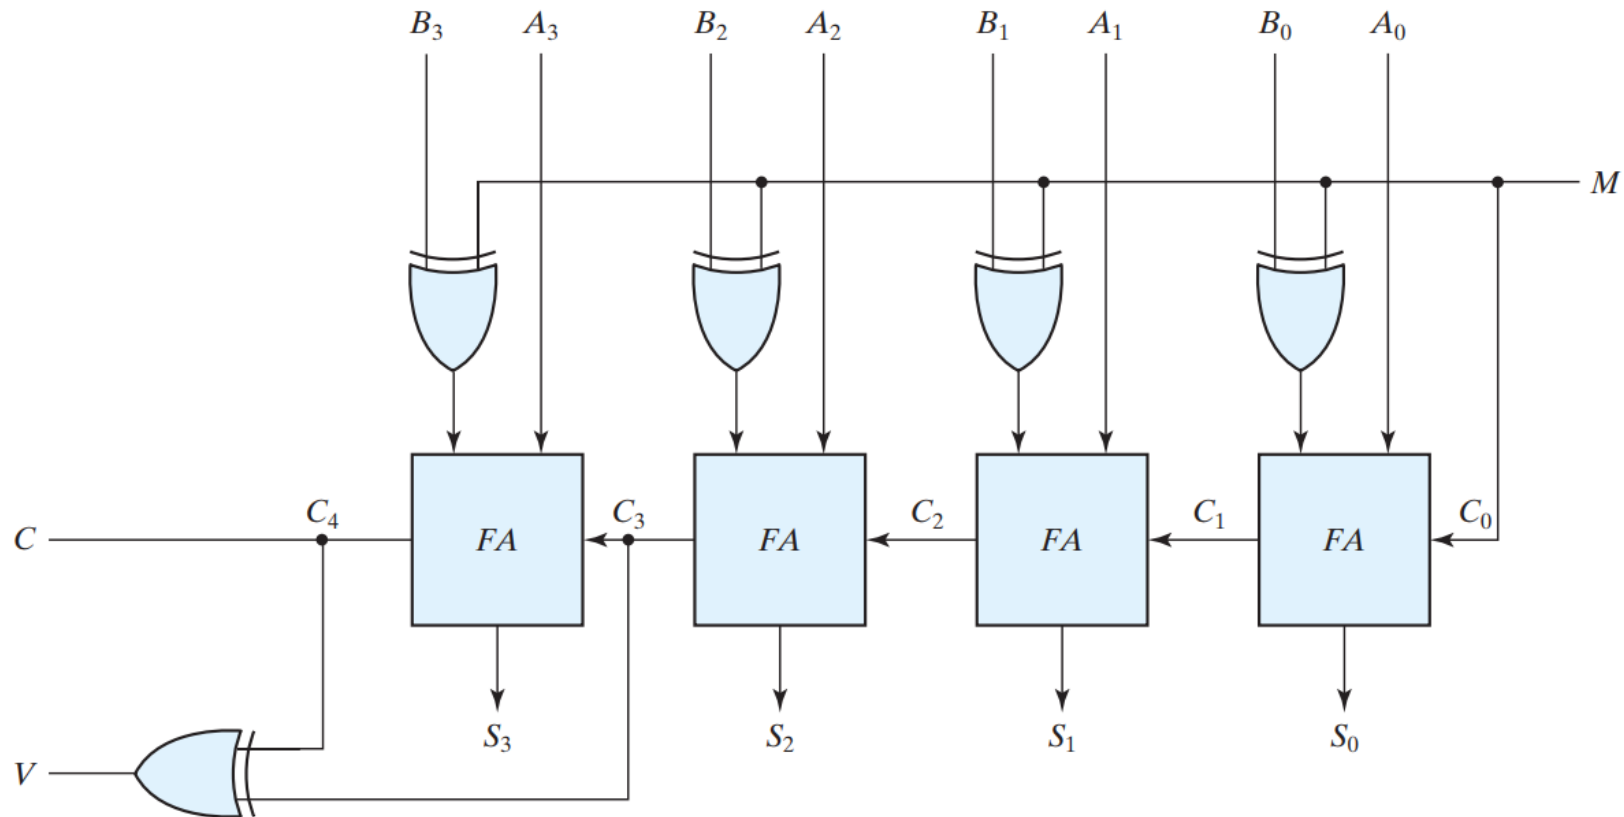 B₃ A₃ B₂ A₂ B₁ A₁ B₀ A₀
M
C C₄ FA C₃ FA C₂ FA C₁ FA C₀
S₃ S₂ S₁ S₀
V